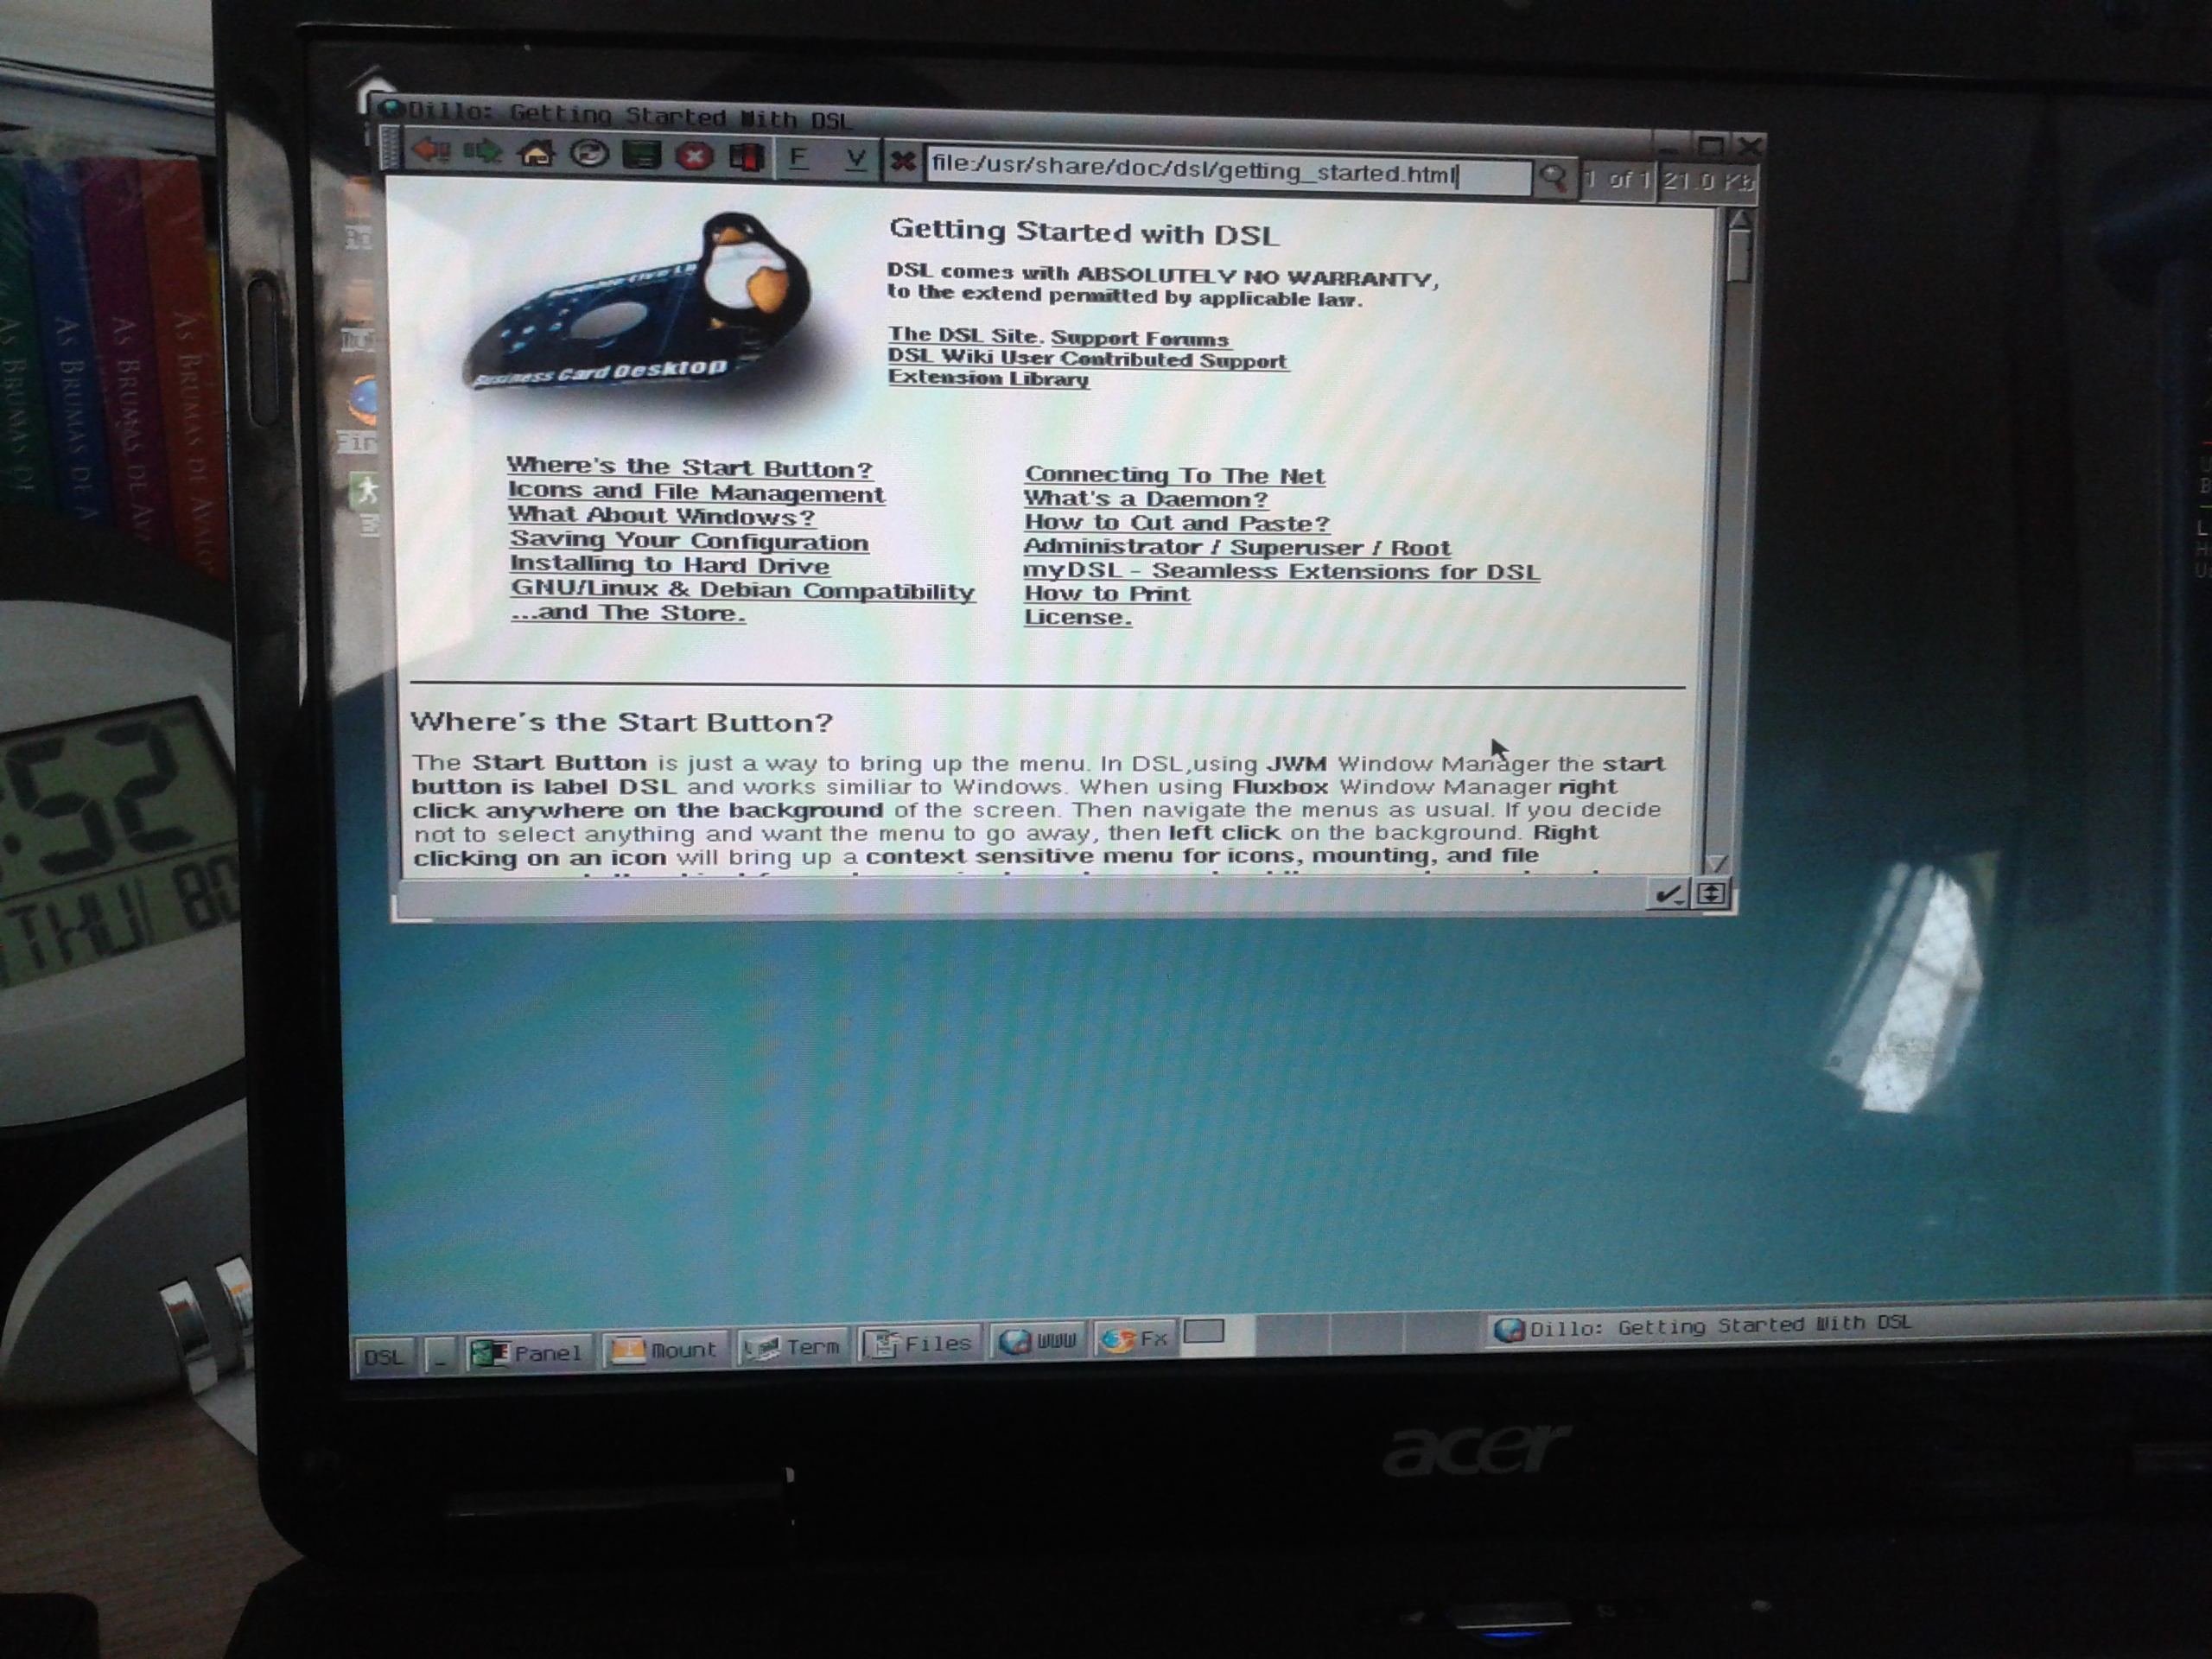 Dillo: Getting Started With DSL
F V
file:/usr/share/doc/dsl/getting_started.html
1 of 1 21.0 Kb
Business Card Desktop
Getting Started with DSL
DSL comes with ABSOLUTELY NO WARRANTY,
to the extend permitted by applicable law.
The DSL Site. Support Forums
DSL Wiki User Contributed Support
Extension Library
Where's the Start Button?
Icons and File Management
What About Windows?
Saving Your Configuration
Installing to Hard Drive
GNU/Linux & Debian Compatibility
...and The Store.
Connecting To The Net
What's a Daemon?
How to Cut and Paste?
Administrator / Superuser / Root
myDSL - Seamless Extensions for DSL
How to Print
License.
Where's the Start Button?
The Start Button is just a way to bring up the menu. In DSL,using JWM Window Manager the start
button is label DSL and works similiar to Windows. When using Fluxbox Window Manager right
click anywhere on the background of the screen. Then navigate the menus as usual. If you decide
not to select anything and want the menu to go away, then left click on the background. Right
clicking on an icon will bring up a context sensitive menu for icons, mounting, and file
DSL _ Panel Mount Term Files WWW Fx
Dillo: Getting Started With DSL
acer
AS BRUMAS DE
AS BRUMAS DE A
AS BRUMAS DE AV
AS BRUMAS DE AVALO
:52
THU 80
Fir